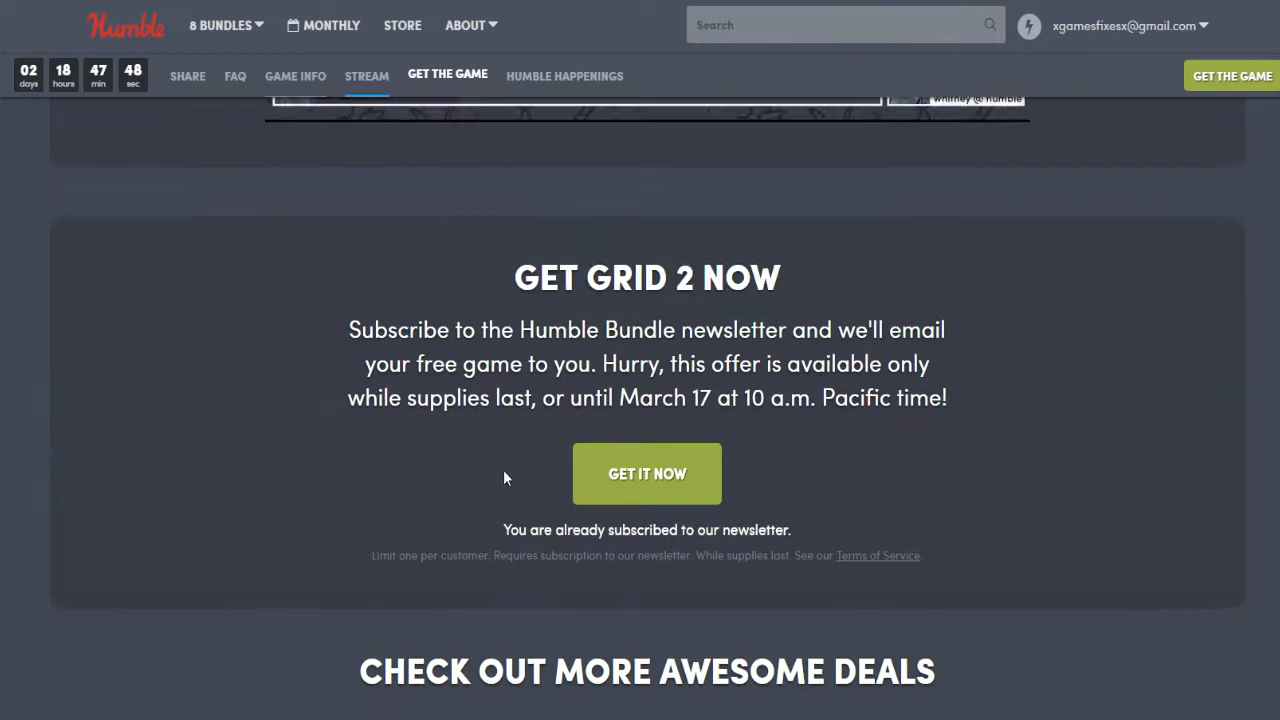 Humble 8 BUNDLES MONTHLY STORE ABOUT Search xgamesfixesx@gmail.com
02 18 47 48 SHARE FAQ GAME INFO STREAM GET THE GAME HUMBLE HAPPENINGS GET THE GAME
days hours min sec
whitney @ humble
GET GRID 2 NOW
Subscribe to the Humble Bundle newsletter and we'll email
your free game to you. Hurry, this offer is available only
while supplies last, or until March 17 at 10 a.m. Pacific time!
GET IT NOW
You are already subscribed to our newsletter.
Limit one per customer. Requires subscription to our newsletter. While supplies last. See our Terms of Service.
CHECK OUT MORE AWESOME DEALS